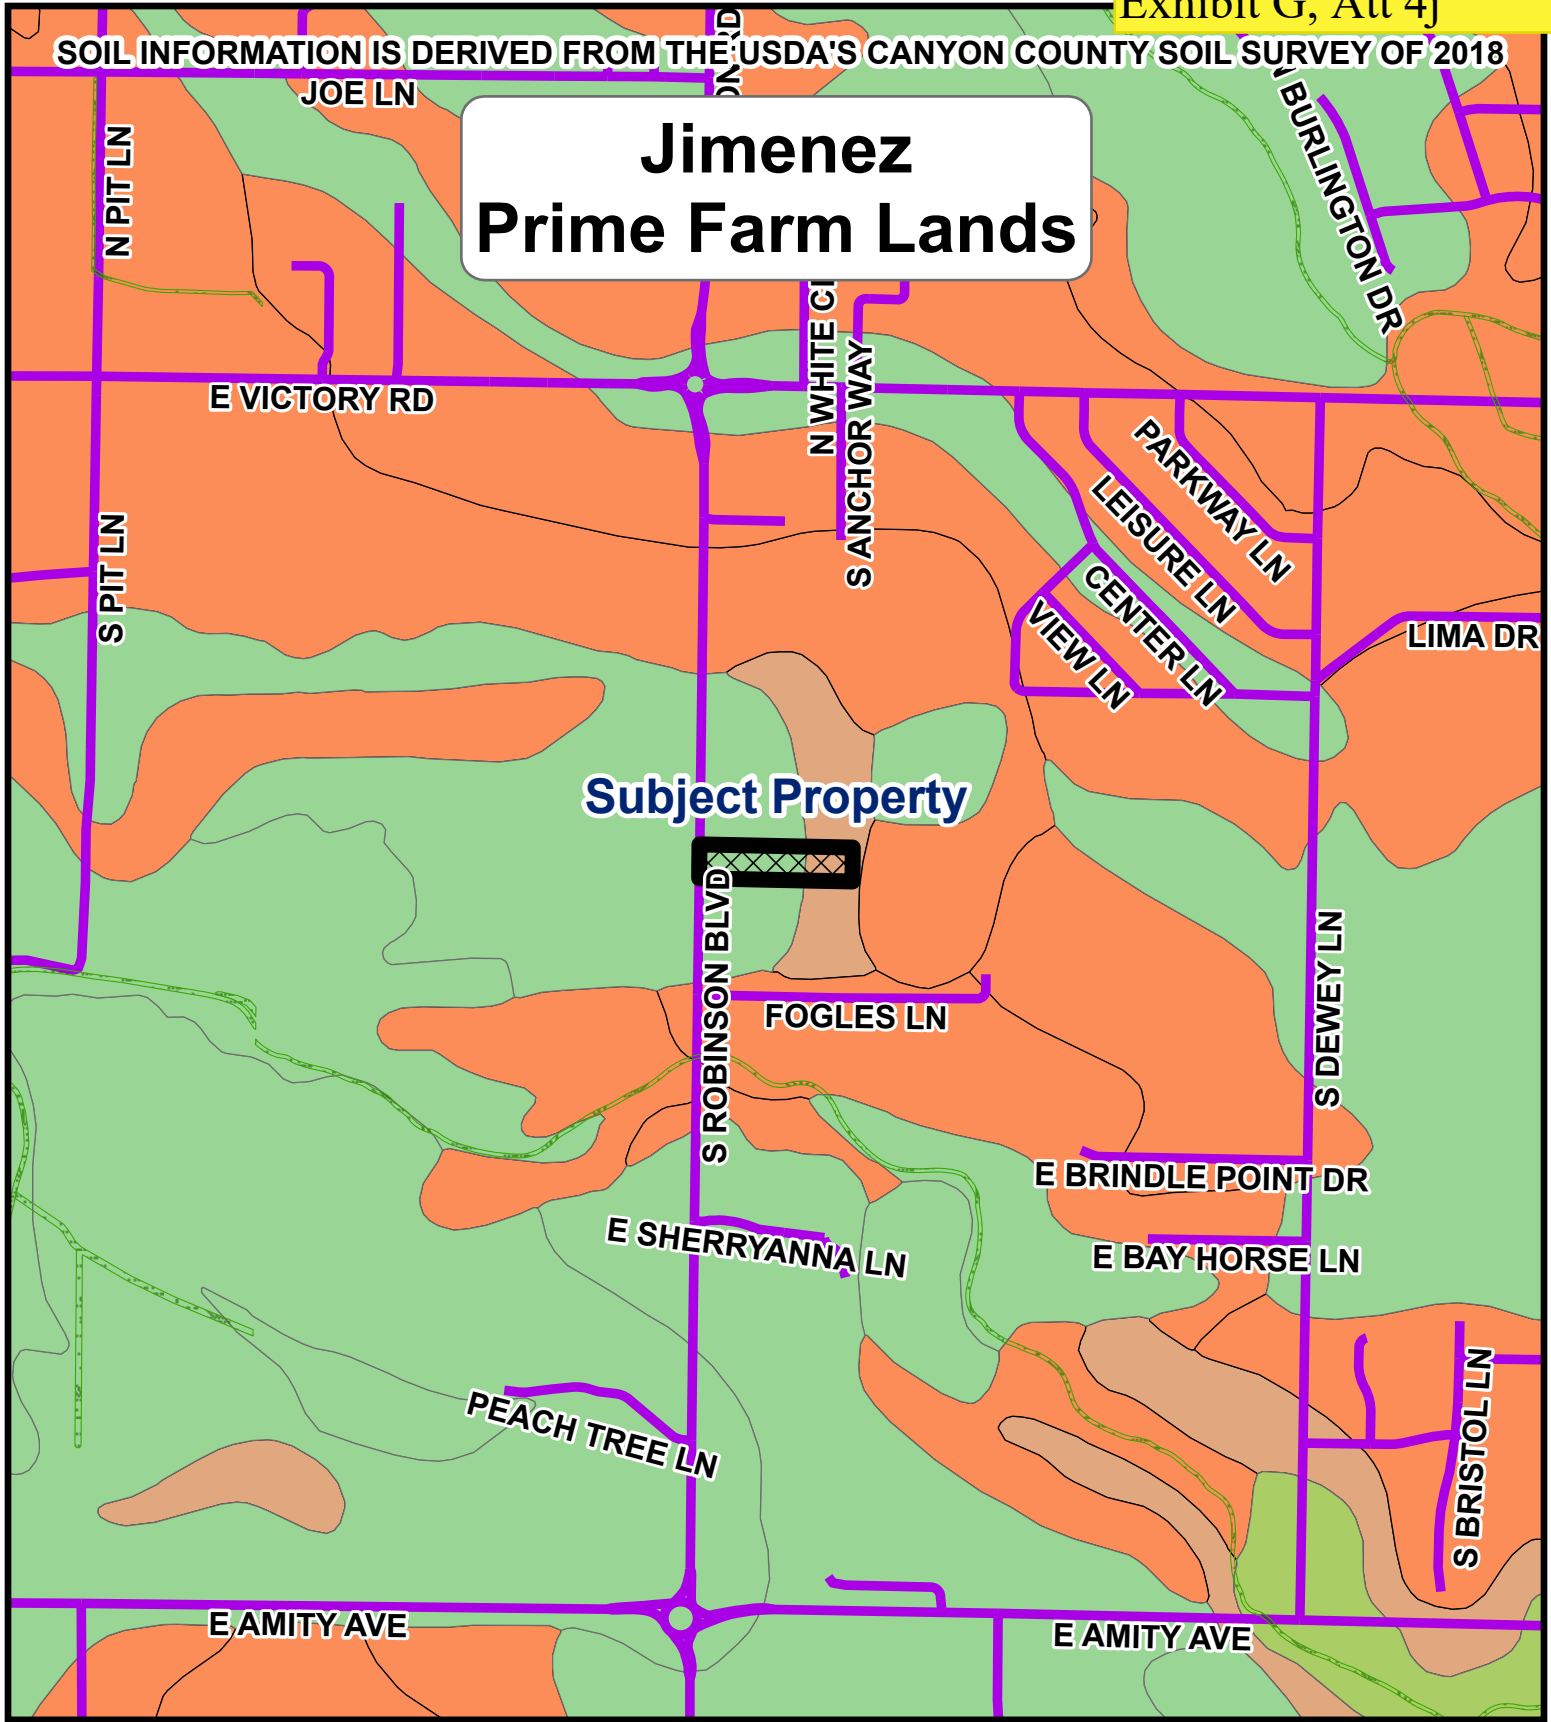 Exhibit G, Att 4j
SOIL INFORMATION IS DERIVED FROM THE USDA'S CANYON COUNTY SOIL SURVEY OF 2018
JOE LN
Jimenez
Prime Farm Lands
N PIT LN
N BURLINGTON DR
E VICTORY RD
N WHITE
S ANCHOR WAY
PARKWAY LN
LEISURE LN
CENTER LN
VIEW LN
LIMA DR
S PIT LN
Subject Property
S ROBINSON BLVD
FOGLES LN
S DEWEY LN
E BRINDLE POINT DR
E SHERRYANNA LN
E BAY HORSE LN
PEACH TREE LN
S BRISTOL LN
E AMITY AVE
E AMITY AVE